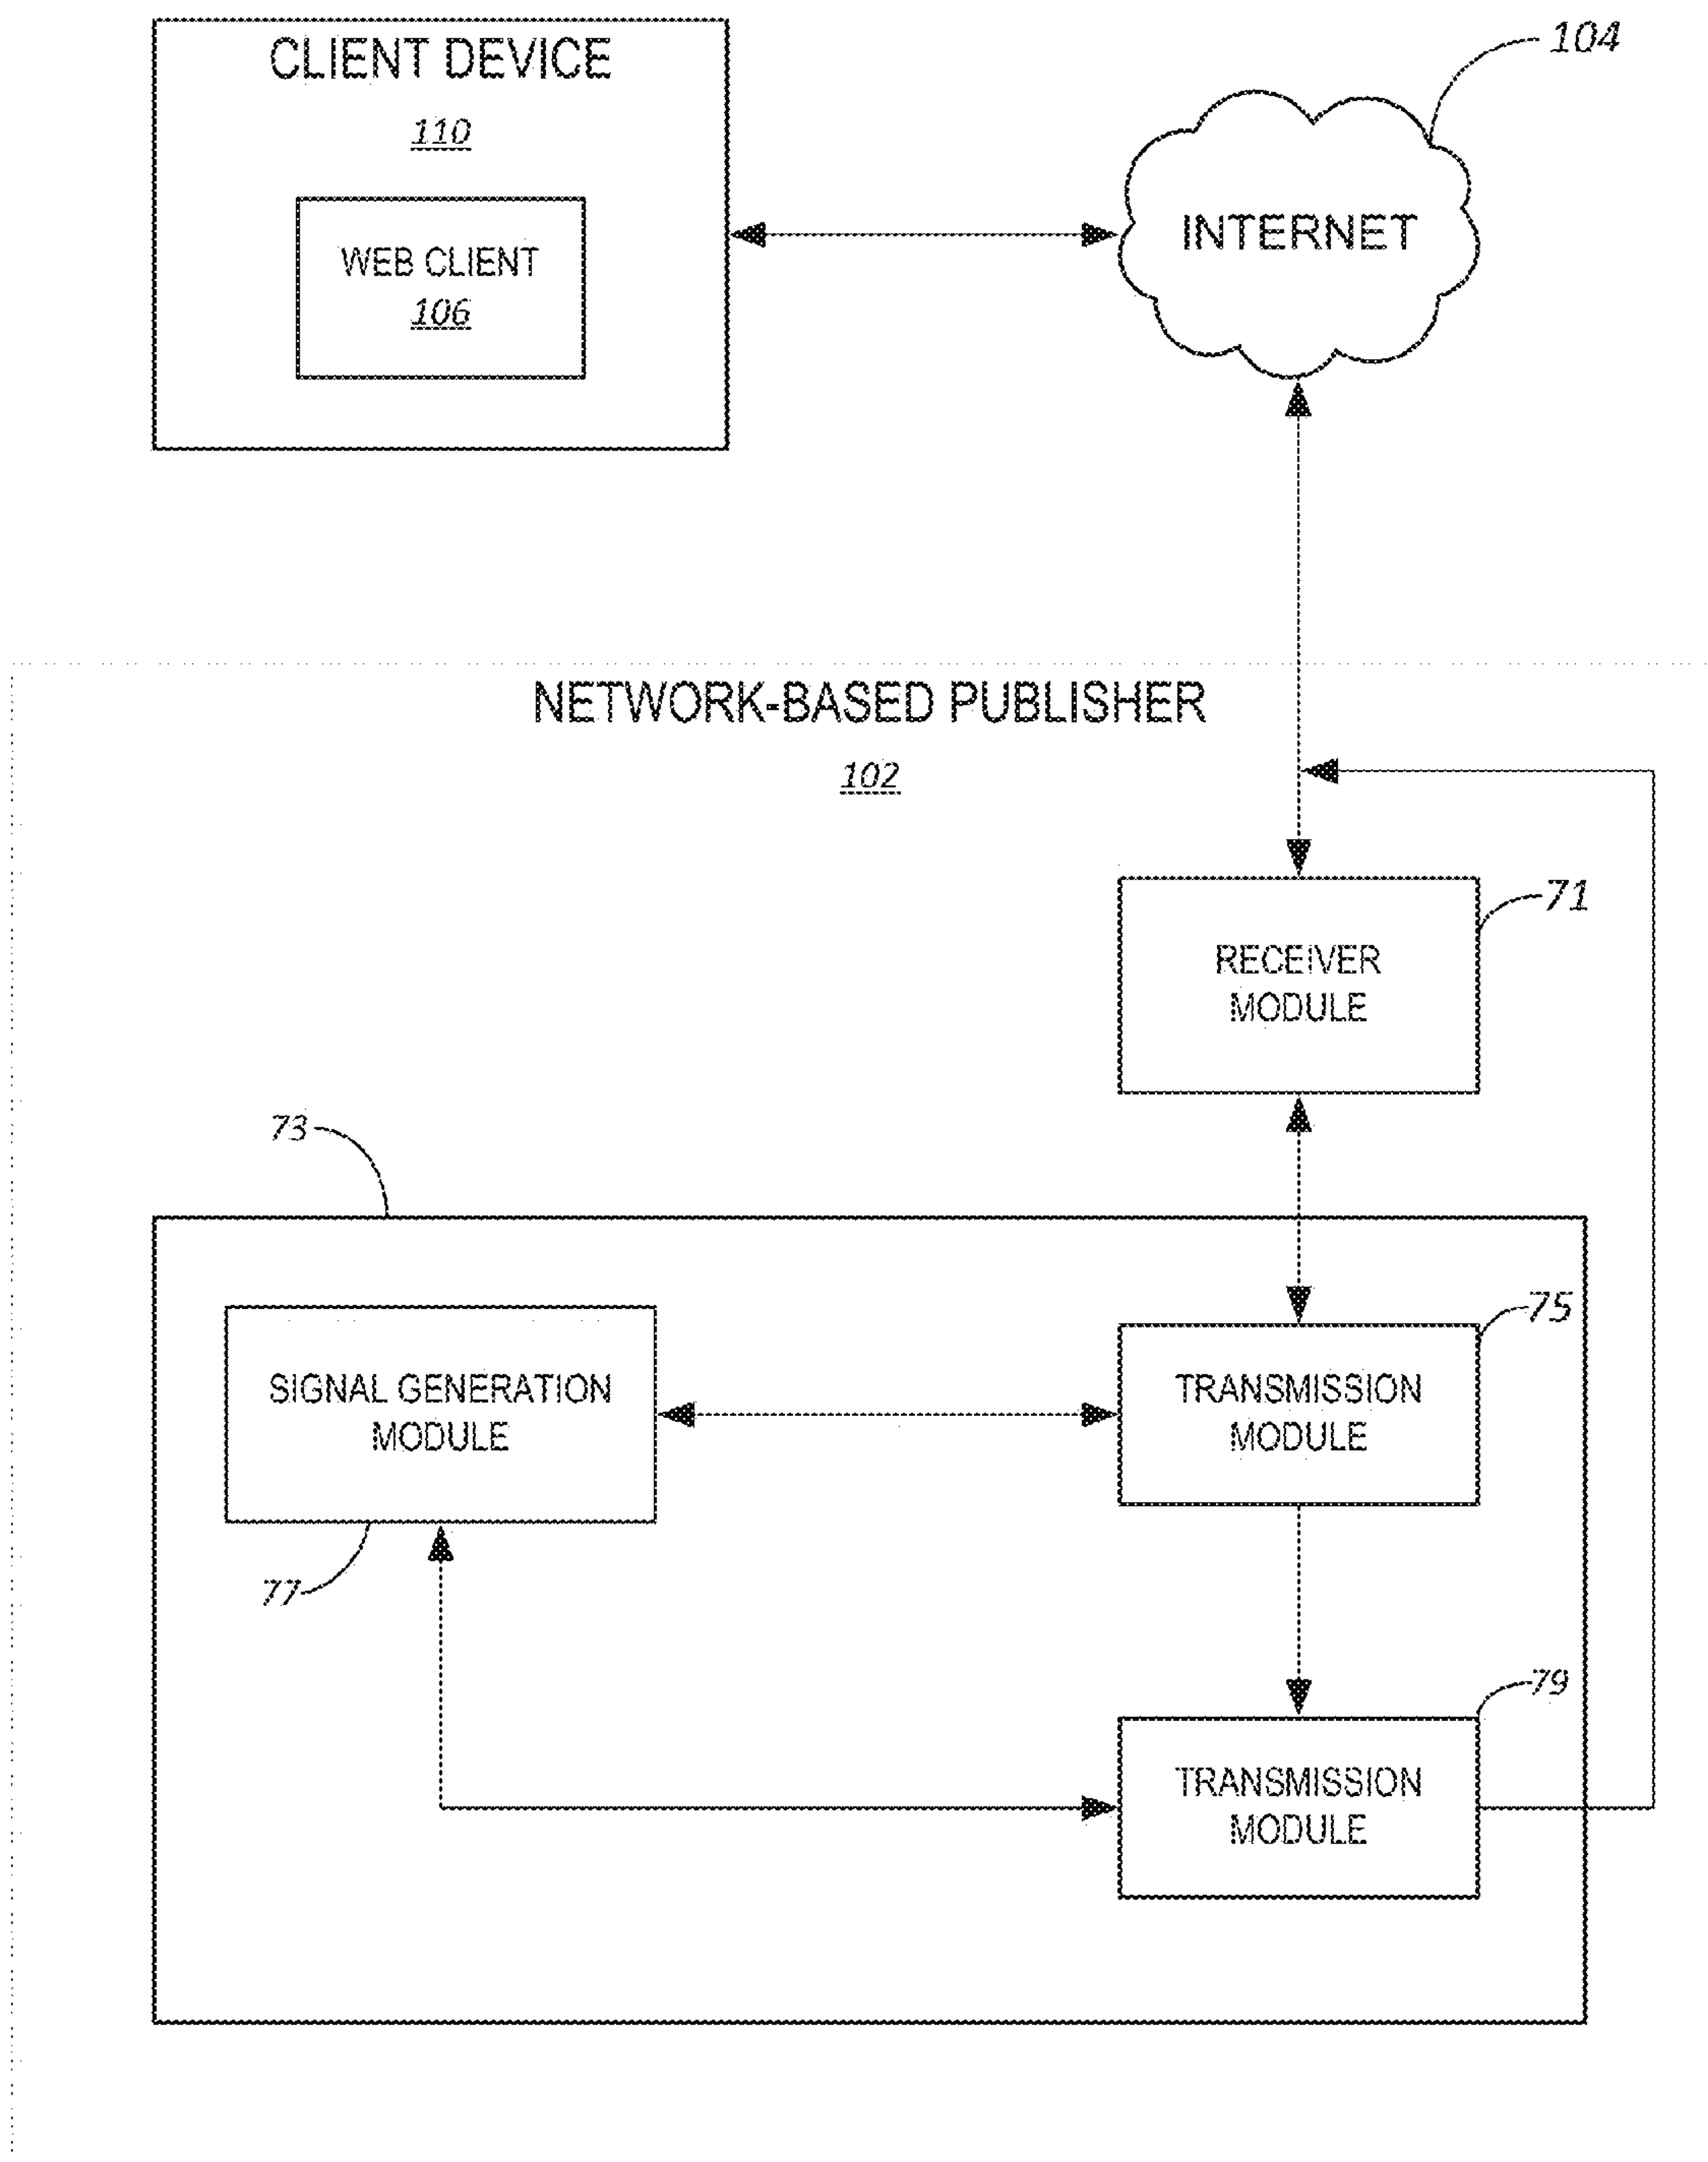 CLIENT DEVICE
110
WEB CLIENT
106
104
INTERNET
NETWORK-BASED PUBLISHER
102
71
RECEIVER
MODULE
73
75
SIGNAL GENERATION
MODULE
77
TRANSMISSION
MODULE
79
TRANSMISSION
MODULE